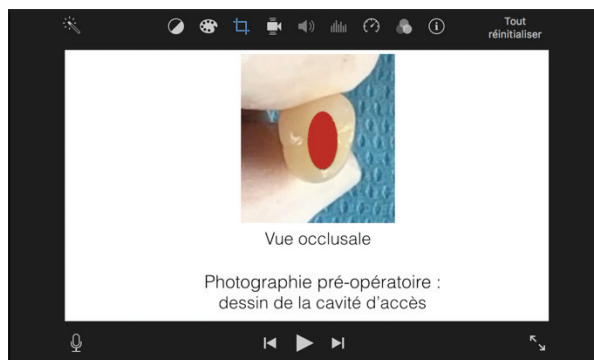 Tout
réinitialiser
Vue occlusale
Photographie pré-opératoire :
dessin de la cavité d'accès